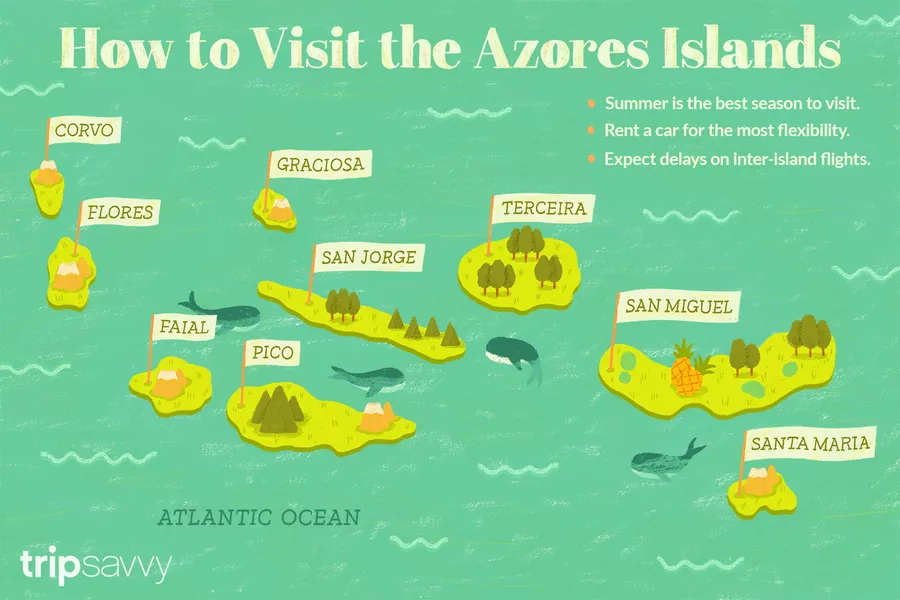 How to Visit the Azores Islands
Summer is the best season to visit.
Rent a car for the most flexibility.
Expect delays on inter-island flights.
CORVO
GRACIOSA
FLORES
TERCEIRA
SAN JORGE
SAN MIGUEL
FAIAL
PICO
SANTA MARIA
ATLANTIC OCEAN
tripsavvy